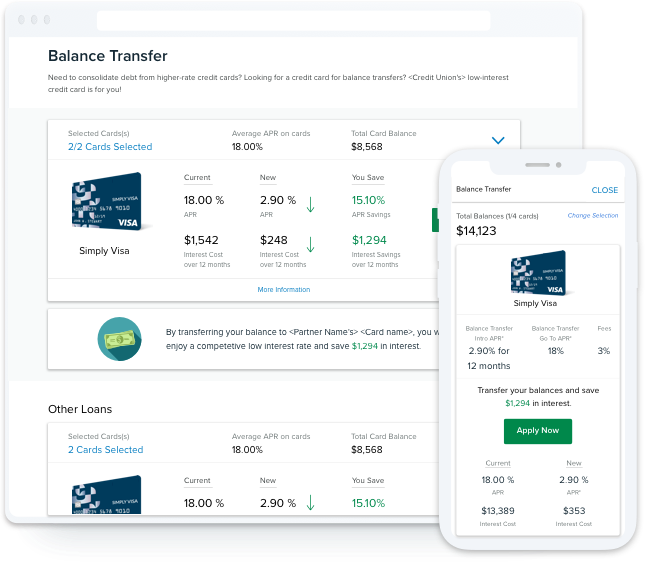 Balance Transfer
Need to consolidate debt from higher-rate credit cards? Looking for a credit card for balance transfers? <Credit Union's> low-interest
credit card is for you!
Selected Cards(s)
2/2 Cards Selected
Average APR on cards
18.00%
Total Card Balance
$8,568
SIMPLY VISA
VISA
Simply Visa
Current
New
You Save
18.00 %
APR
2.90 %
APR
15.10%
APR Savings
$1,542
Interest Cost
over 12 months
$248
Interest Cost
over 12 months
$1,294
Interest Savings
over 12 months
More Information
By transferring your balance to <Partner Name's> <Card name>, you w
enjoy a competetive low interest rate and save $1,294 in interest.
Other Loans
Selected Cards(s)
2 Cards Selected
Average APR on cards
18.00%
Total Card Balance
$8,568
SIMPLY VISA
Current
New
You Save
18.00 %
2.90 %
15.10%
Balance Transfer
CLOSE
Total Balances (1/4 cards)
Change Selection
$14,123
VISA
Simply Visa
Balance Transfer
Intro APR*
2.90% for
12 months
Balance Transfer
Go To APR*
18%
Fees
3%
Transfer your balances and save
$1,294 in interest.
Apply Now
Current
New
18.00 %
APR
2.90 %
APR*
$13,389
Interest Cost
$353
Interest Cost